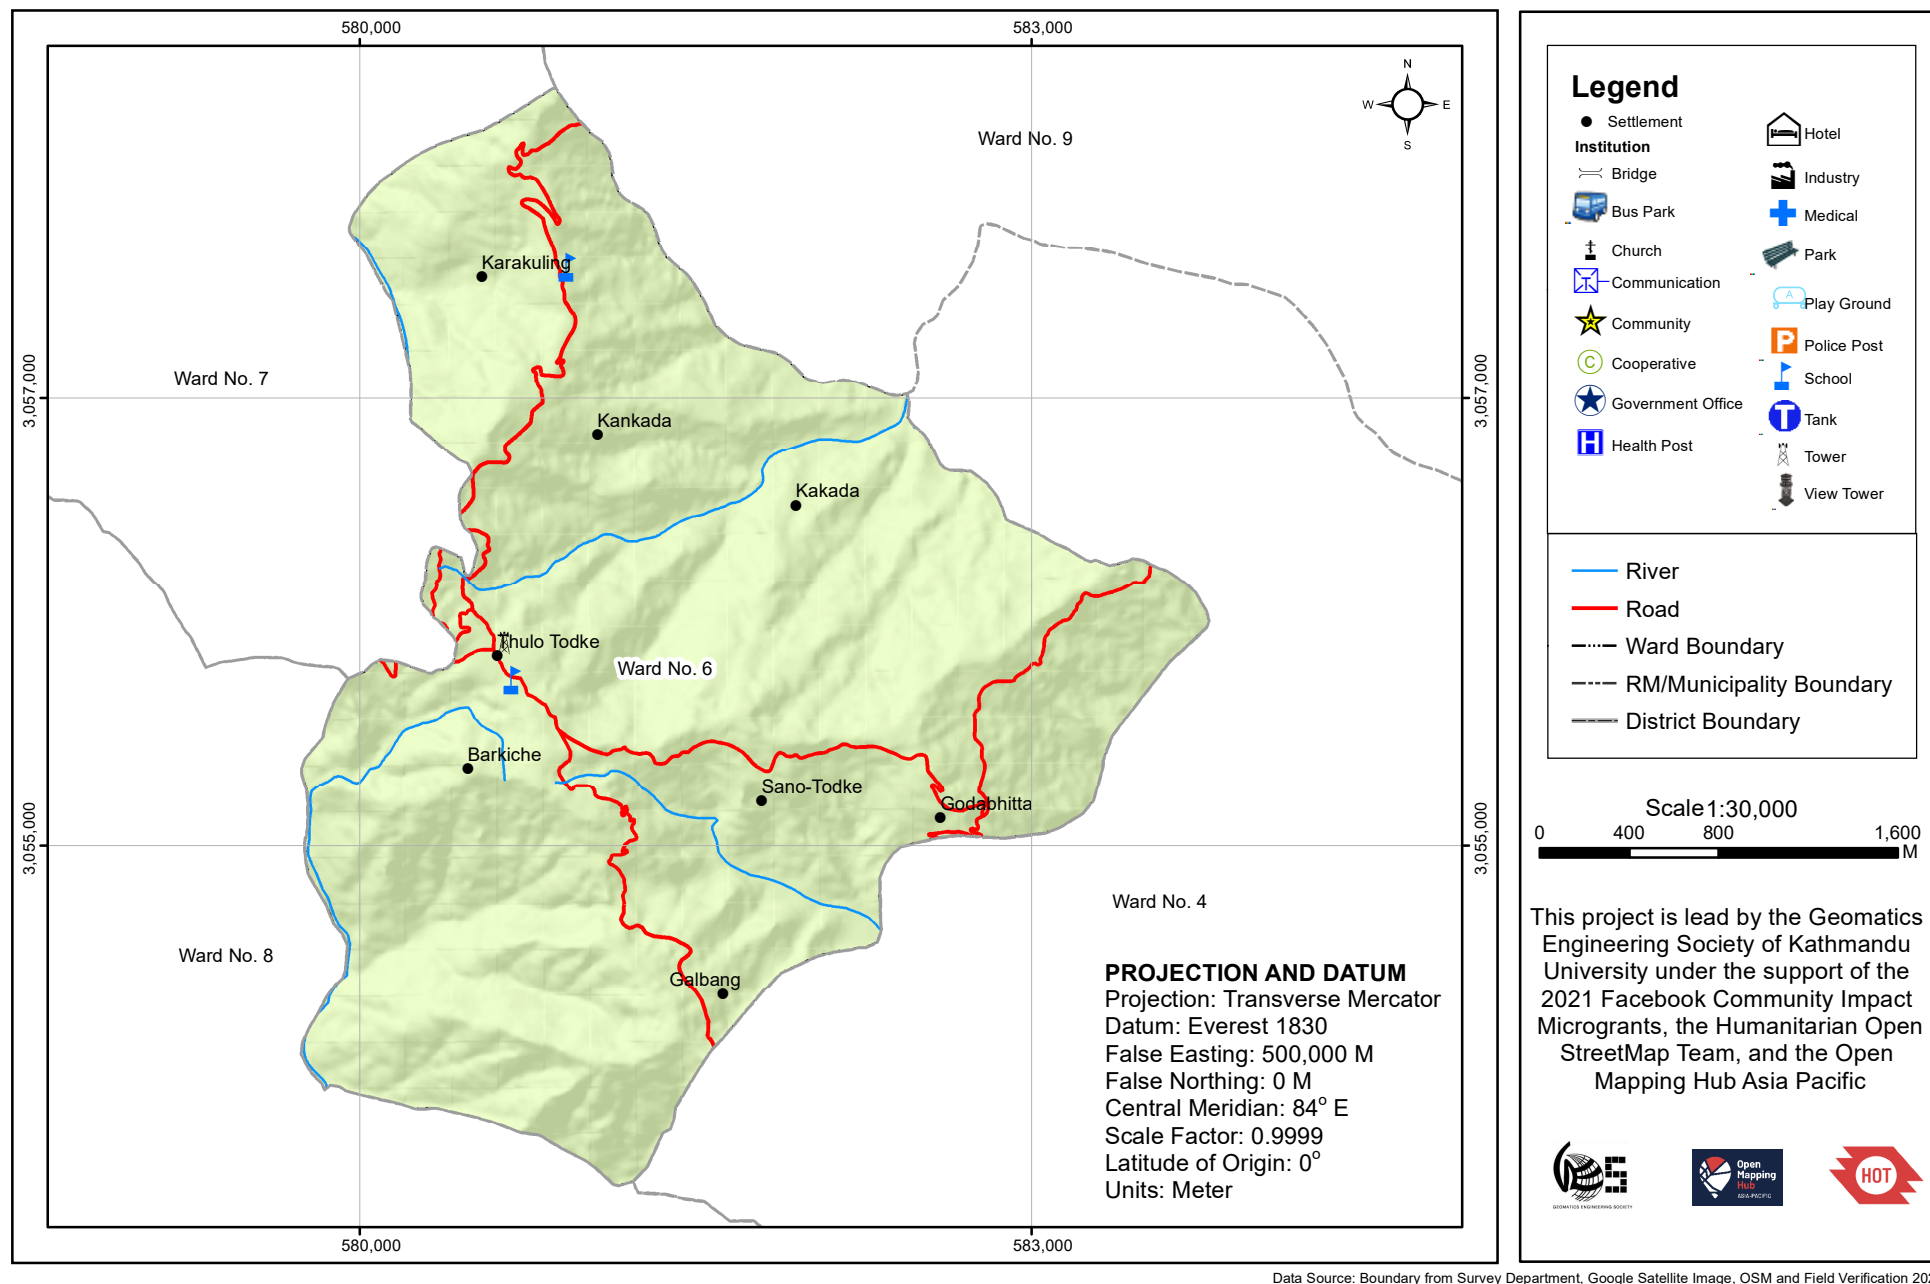 580,000
583,000
N
W
E
S
Ward No. 9
Karakuling
Ward No. 7
3,057,000
3,057,000
Kankada
Kakada
Thulo Todke
Ward No. 6
Barkiche
Sano-Todke
Godabhitta
3,055,000
3,055,000
Ward No. 4
Ward No. 8
Galbang
PROJECTION AND DATUM
Projection: Transverse Mercator
Datum: Everest 1830
False Easting: 500,000 M
False Northing: 0 M
Central Meridian: 84° E
Scale Factor: 0.9999
Latitude of Origin: 0°
Units: Meter
580,000
583,000
Legend
Settlement
Institution
Bridge
Bus Park
Church
Communication
Community
Cooperative
Government Office
Health Post
Hotel
Industry
Medical
Park
Play Ground
Police Post
School
Tank
Tower
View Tower
River
Road
Ward Boundary
RM/Municipality Boundary
District Boundary
Scale 1:30,000
0 400 800 1,600
M
This project is lead by the Geomatics
Engineering Society of Kathmandu
University under the support of the
2021 Facebook Community Impact
Microgrants, the Humanitarian Open
StreetMap Team, and the Open
Mapping Hub Asia Pacific
GEOMATICS ENGINEERING SOCIETY
Open
Mapping
Hub
ASIA-PACIFIC
HOT
Data Source: Boundary from Survey Department, Google Satellite Image, OSM and Field Verification